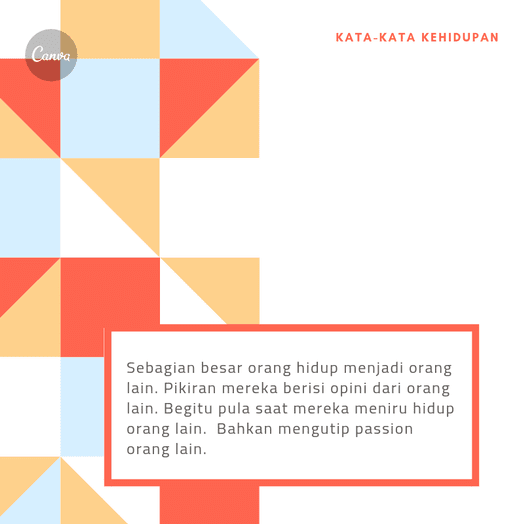 KATA-KATA KEHIDUPAN
Canva
Sebagian besar orang hidup menjadi orang
lain. Pikiran mereka berisi opini dari orang
lain. Begitu pula saat mereka meniru hidup
orang lain.  Bahkan mengutip passion
orang lain.